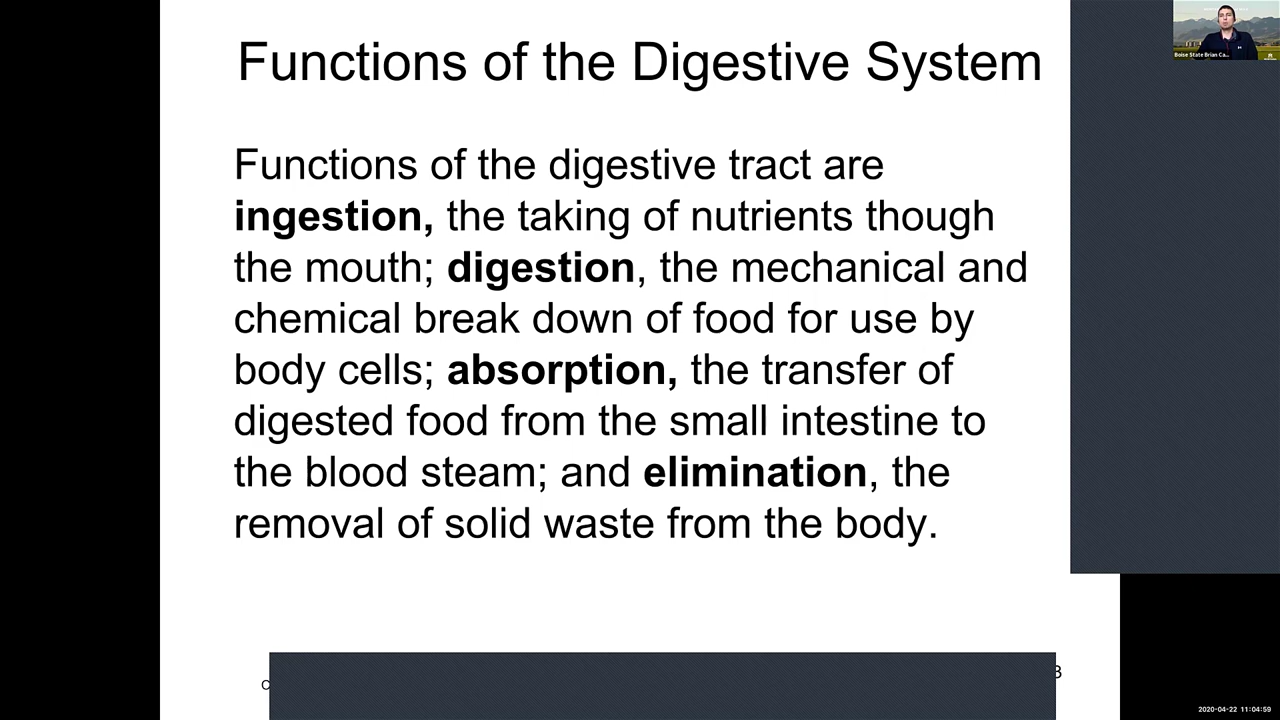 Functions of the Digestive System
Functions of the digestive tract are
ingestion, the taking of nutrients though
the mouth; digestion, the mechanical and
chemical break down of food for use by
body cells; absorption, the transfer of
digested food from the small intestine to
the blood steam; and elimination, the
removal of solid waste from the body.
Boise State Brian Ca...
2020-04-22 11:04:59